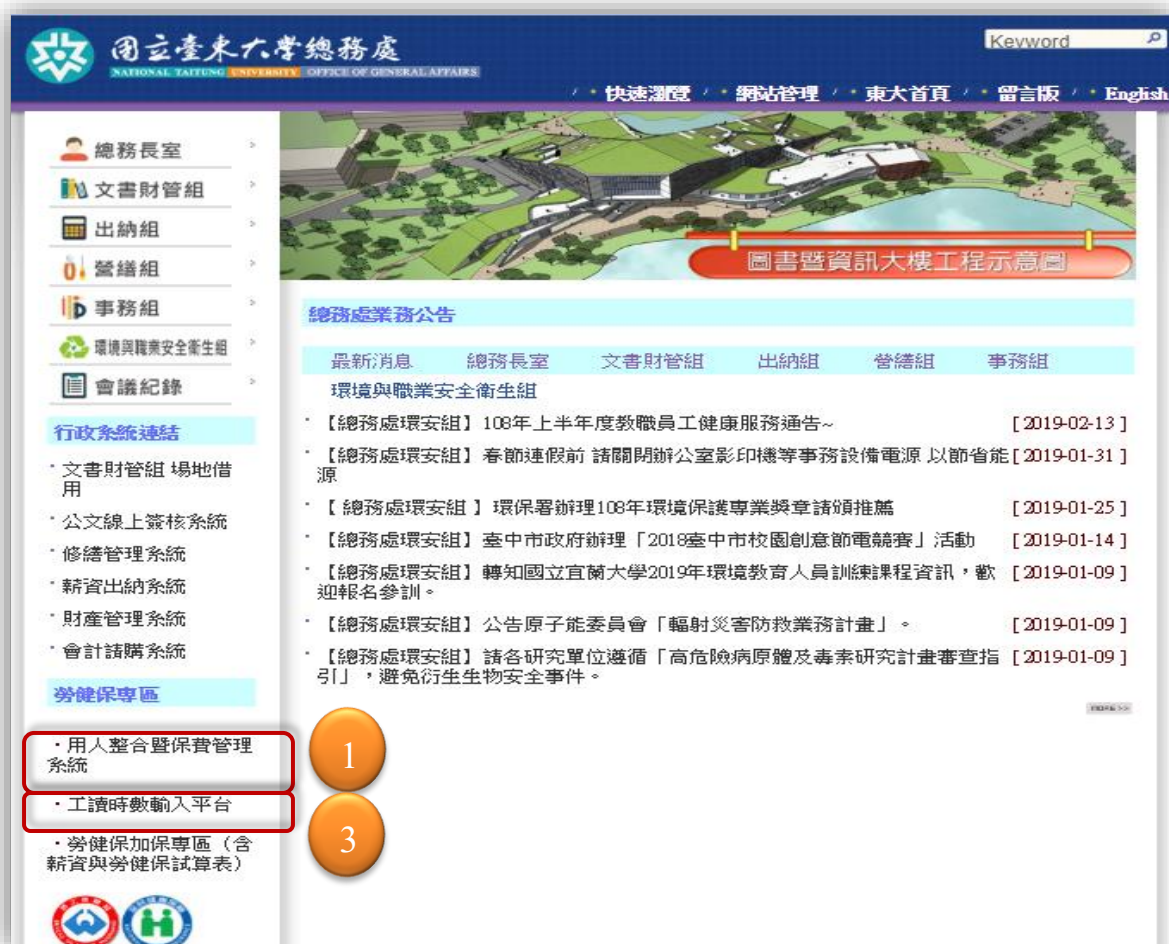 國立臺東大學總務處
NATIONAL TAITUNG UNIVERSITY OFFICE OF GENERAL AFFAIRS
Keyword
快速瀏覽
網站管理
東大首頁
留言版
English
總務長室
文書財管組
出納組
營繕組
事務組
環境與職業安全衛生組
會議紀錄
圖書暨資訊大樓工程示意圖
行政系統連結
·文書財管組 場地借
用
·公文線上簽核系統
·修繕管理系統
·薪資出納系統
·財產管理系統
·會計請購系統
勞健保專區
·用人整合暨保費管理
系統
1
·工讀時數輸入平台
3
·勞健保加保專區（含
薪資與勞健保試算表）
總務處業務公告
最新消息 總務長室 文書財管組 出納組 營繕組 事務組
環境與職業安全衛生組
·【總務處環安組】108年上半年度教職員工健康服務通告~ [ 2019-02-13 ]
·【總務處環安組】春節連假前 請關閉辦公室影印機等事務設備電源 以節省能 [ 2019-01-31 ]
源
·【 總務處環安組 】環保署辦理108年環境保護專業獎章請頒推薦 [ 2019-01-25 ]
·【總務處環安組】臺中市政府辦理「2018臺中市校園創意節電競賽」活動 [ 2019-01-14 ]
·【總務處環安組】轉知國立宜蘭大學2019年環境教育人員訓練課程資訊，歡 [ 2019-01-09 ]
迎報名參訓。
·【總務處環安組】公告原子能委員會「輻射災害防救業務計畫」。 [ 2019-01-09 ]
·【總務處環安組】請各研究單位遵循「高危險病原體及毒素研究計畫審查指 [ 2019-01-09 ]
引」，避免衍生生物安全事件。
more >>